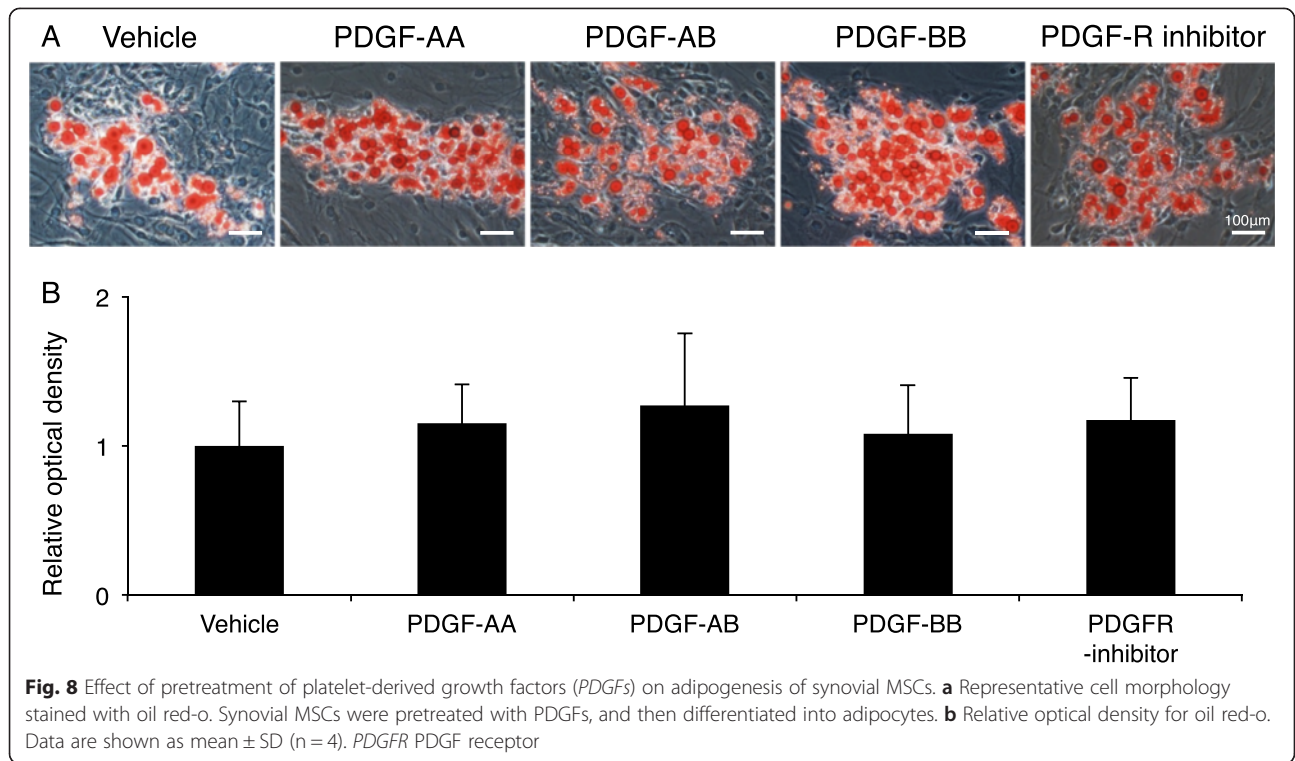 A Vehicle PDGF-AA PDGF-AB PDGF-BB PDGF-R inhibitor
100μm
B
2
1
0
Relative optical density
Vehicle PDGF-AA PDGF-AB PDGF-BB PDGFR
-inhibitor
Fig. 8 Effect of pretreatment of platelet-derived growth factors (PDGFs) on adipogenesis of synovial MSCs. a Representative cell morphology
stained with oil red-o. Synovial MSCs were pretreated with PDGFs, and then differentiated into adipocytes. b Relative optical density for oil red-o.
Data are shown as mean ± SD (n = 4). PDGFR PDGF receptor